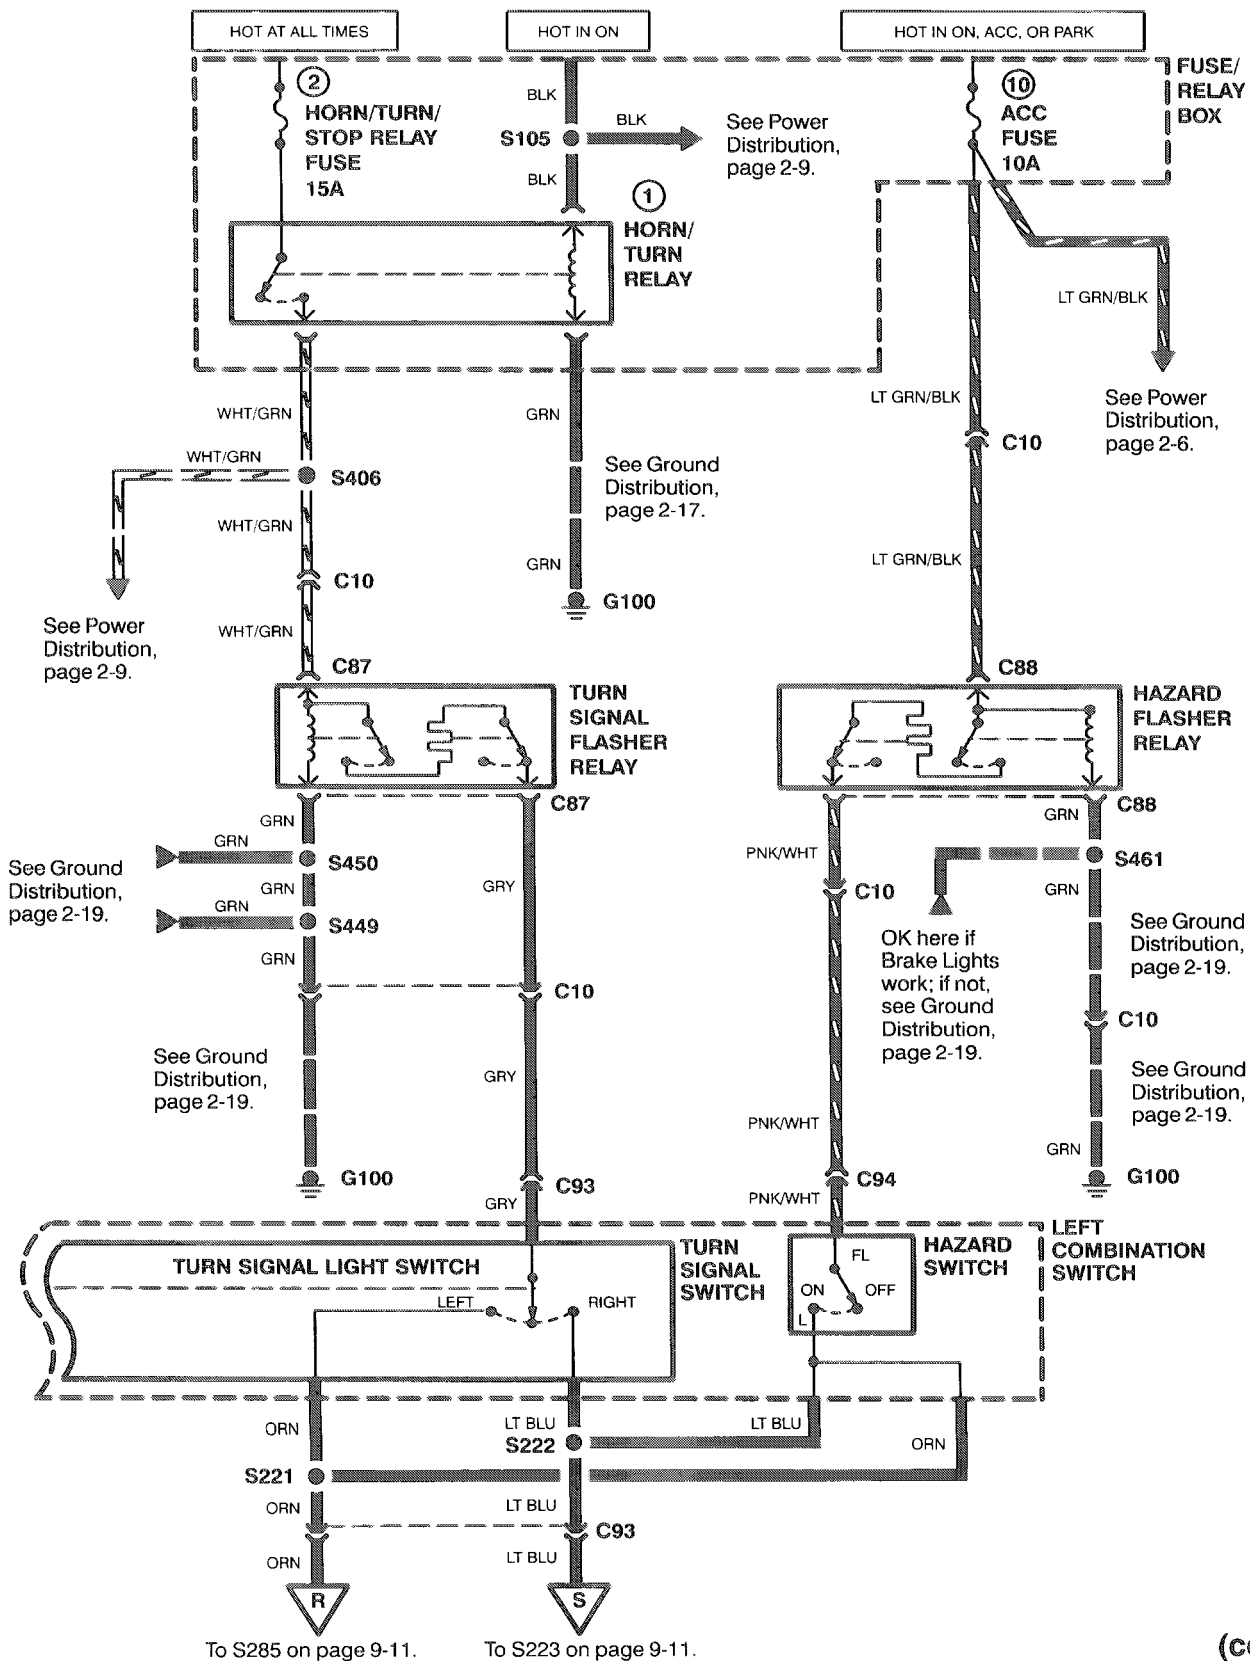 HOT AT ALL TIMES
HOT IN ON
HOT IN ON, ACC, OR PARK
FUSE/
RELAY
BOX
2
HORN/TURN/
STOP RELAY
FUSE
15A
BLK
S105
BLK
BLK
See Power
Distribution,
page 2-9.
10
ACC
FUSE
10A
1
HORN/
TURN
RELAY
LT GRN/BLK
See Power
Distribution,
page 2-6.
WHT/GRN
GRN
LT GRN/BLK
C10
WHT/GRN
S406
See Ground
Distribution,
page 2-17.
WHT/GRN
C10
GRN
G100
LT GRN/BLK
See Power
Distribution,
page 2-9.
WHT/GRN
C87
C88
TURN
SIGNAL
FLASHER
RELAY
HAZARD
FLASHER
RELAY
GRN
C87
GRN
C88
GRN
S450
See Ground
Distribution,
page 2-19.
GRN
GRN
S449
GRN
GRY
PNK/WHT
C10
S461
GRN
OK here if
Brake Lights
work; if not,
see Ground
Distribution,
page 2-19.
See Ground
Distribution,
page 2-19.
C10
C10
See Ground
Distribution,
page 2-19.
GRY
See Ground
Distribution,
page 2-19.
PNK/WHT
GRN
G100
C93
C94
G100
GRY
PNK/WHT
LEFT
COMBINATION
SWITCH
TURN SIGNAL LIGHT SWITCH
TURN
SIGNAL
SWITCH
HAZARD
SWITCH
LEFT
RIGHT
FL
ON
OFF
L
ORN
LT BLU
S222
LT BLU
ORN
S221
ORN
LT BLU
C93
ORN
LT BLU
R
S
To S285 on page 9-11.
To S223 on page 9-11.